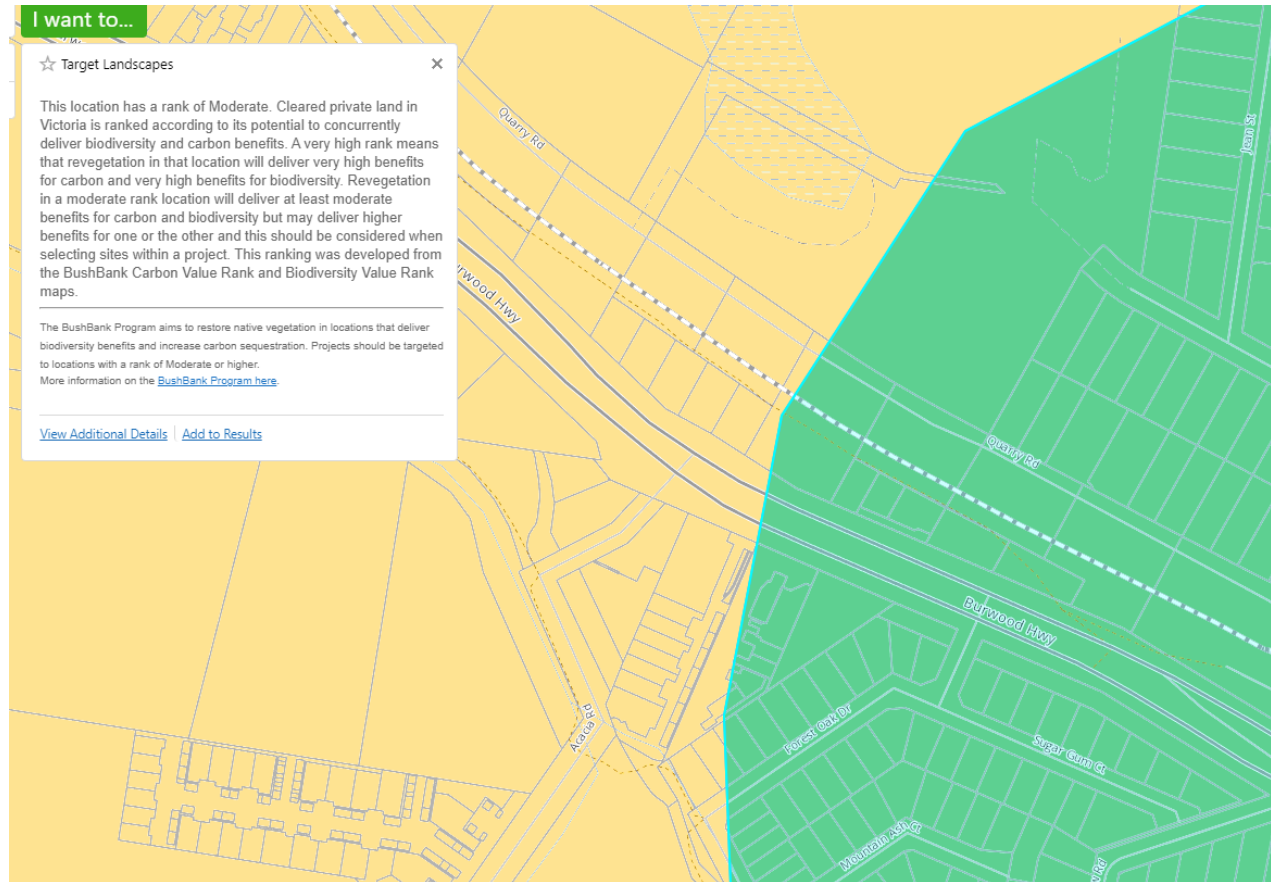 I want to...
Target Landscapes
This location has a rank of Moderate. Cleared private land in
Victoria is ranked according to its potential to concurrently
deliver biodiversity and carbon benefits. A very high rank means
that revegetation in that location will deliver very high benefits
for carbon and very high benefits for biodiversity. Revegetation
in a moderate rank location will deliver at least moderate
benefits for carbon and biodiversity but may deliver higher
benefits for one or the other and this should be considered when
selecting sites within a project. This ranking was developed from
the BushBank Carbon Value Rank and Biodiversity Value Rank
maps.
The BushBank Program aims to restore native vegetation in locations that deliver
biodiversity benefits and increase carbon sequestration. Projects should be targeted
to locations with a rank of Moderate or higher.
More information on the BushBank Program here.
View Additional Details Add to Results
Quarry Rd
Jean St
urwood Hwy
Quarry Rd
Burwood Hwy
Acacia Rd
Forest Oak Dr
Sugar Gum Ct
Mountain Ash Ct
Rd